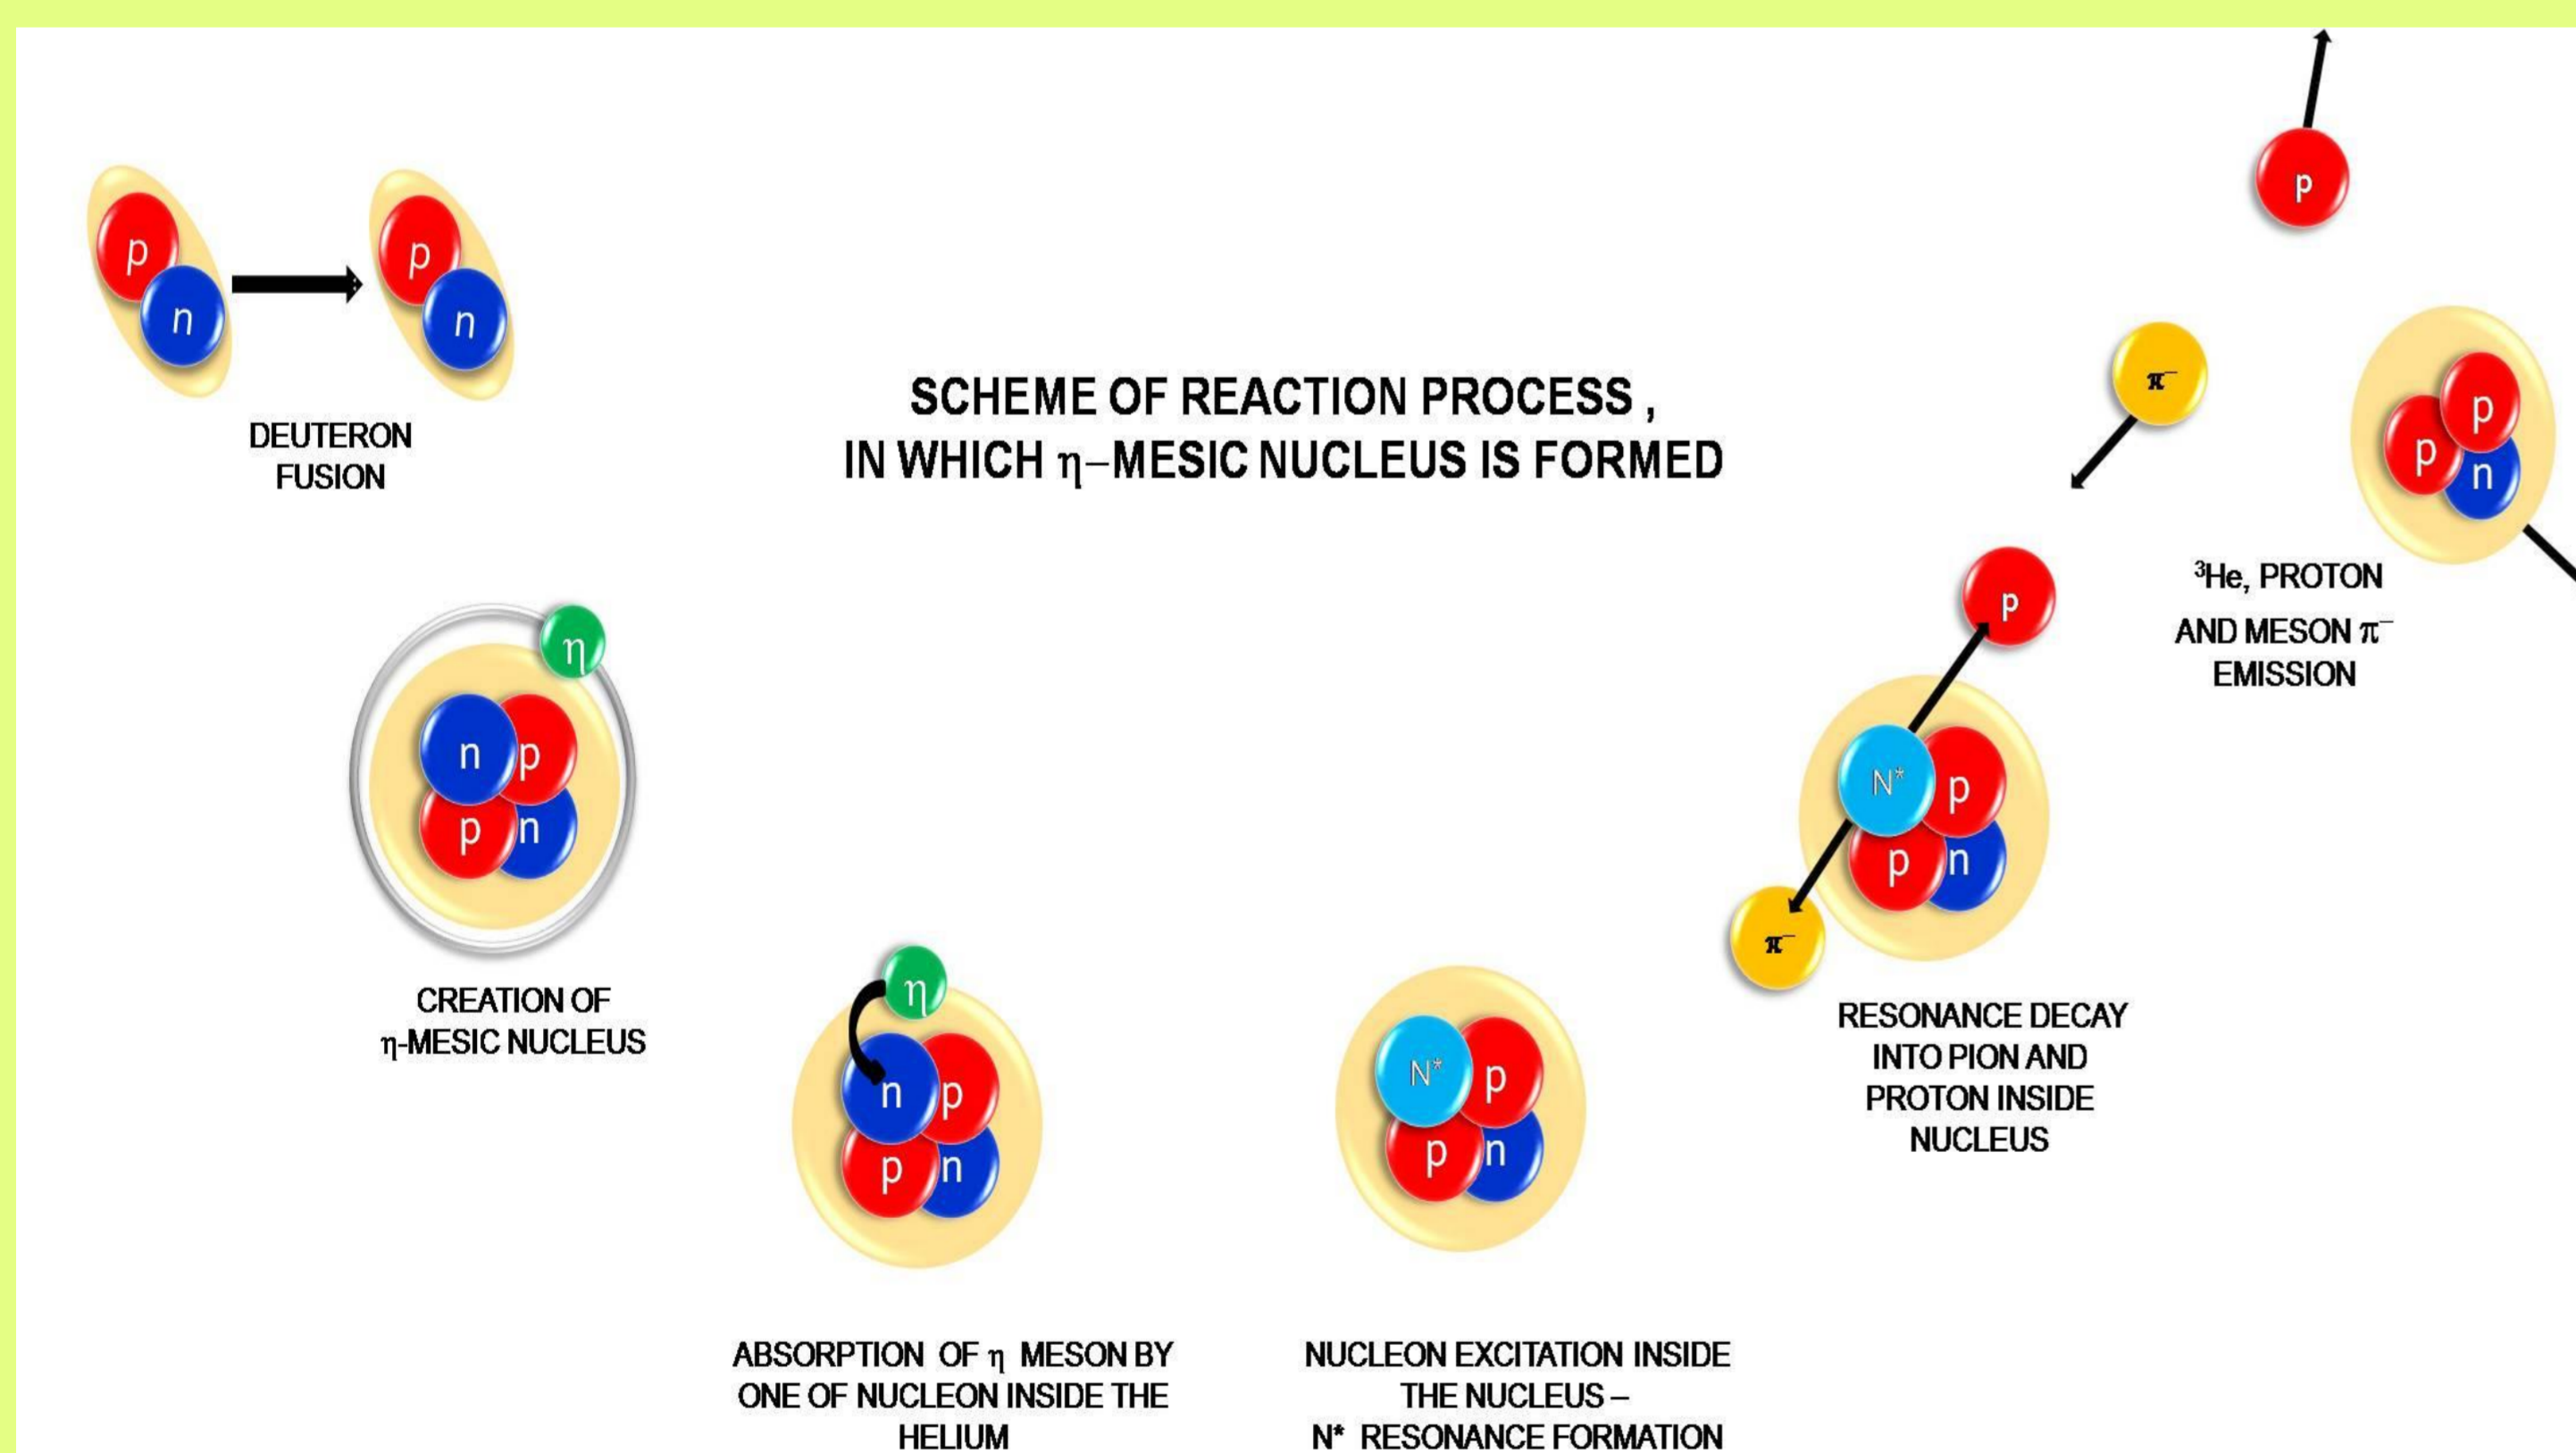 p
n
p
n
DEUTERON
FUSION
SCHEME OF REACTION PROCESS ,
IN WHICH η–MESIC NUCLEUS IS FORMED
p
π⁻
p
p
n
³He, PROTON
AND MESON π⁻
EMISSION
η
n p
p n
CREATION OF
η-MESIC NUCLEUS
η
n p
p n
ABSORPTION OF η MESON BY
ONE OF NUCLEON INSIDE THE
HELIUM
N* p
p n
NUCLEON EXCITATION INSIDE
THE NUCLEUS –
N* RESONANCE FORMATION
p
N* p
p n
π⁻
RESONANCE DECAY
INTO PION AND
PROTON INSIDE
NUCLEUS